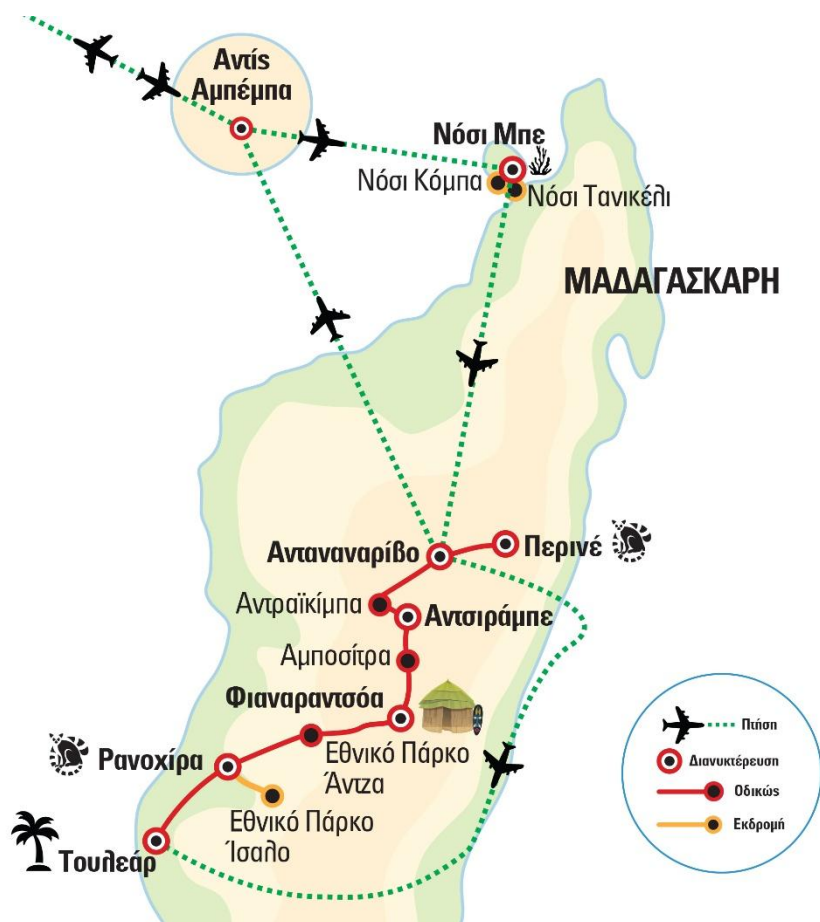 Αντίς
Αμπέμπα
Νόσι Μπε
Νόσι Κόμπα
Νόσι Τανικέλι
ΜΑΔΑΓΑΣΚΑΡΗ
Ανταναναρίβο
Περινέ
Αντραϊκίμπα
Αντσιράμπε
Αμποσίτρα
Φιαναραντσόα
Εθνικό Πάρκο
Άντζα
Ρανοχίρα
Εθνικό Πάρκο
Ίσαλο
Τουλεάρ
Πτήση
Διανυκτέρευση
Οδικώς
Εκδρομή